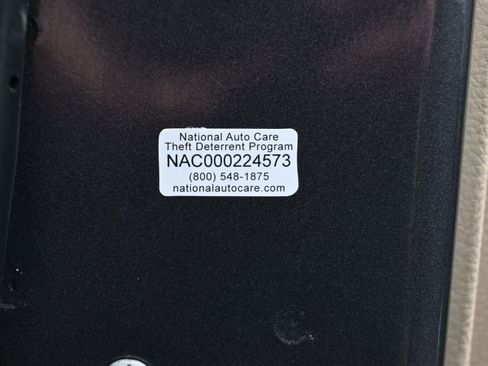 National Auto Care
Theft Deterrent Program
NAC000224573
(800) 548-1875
nationalautocare.com